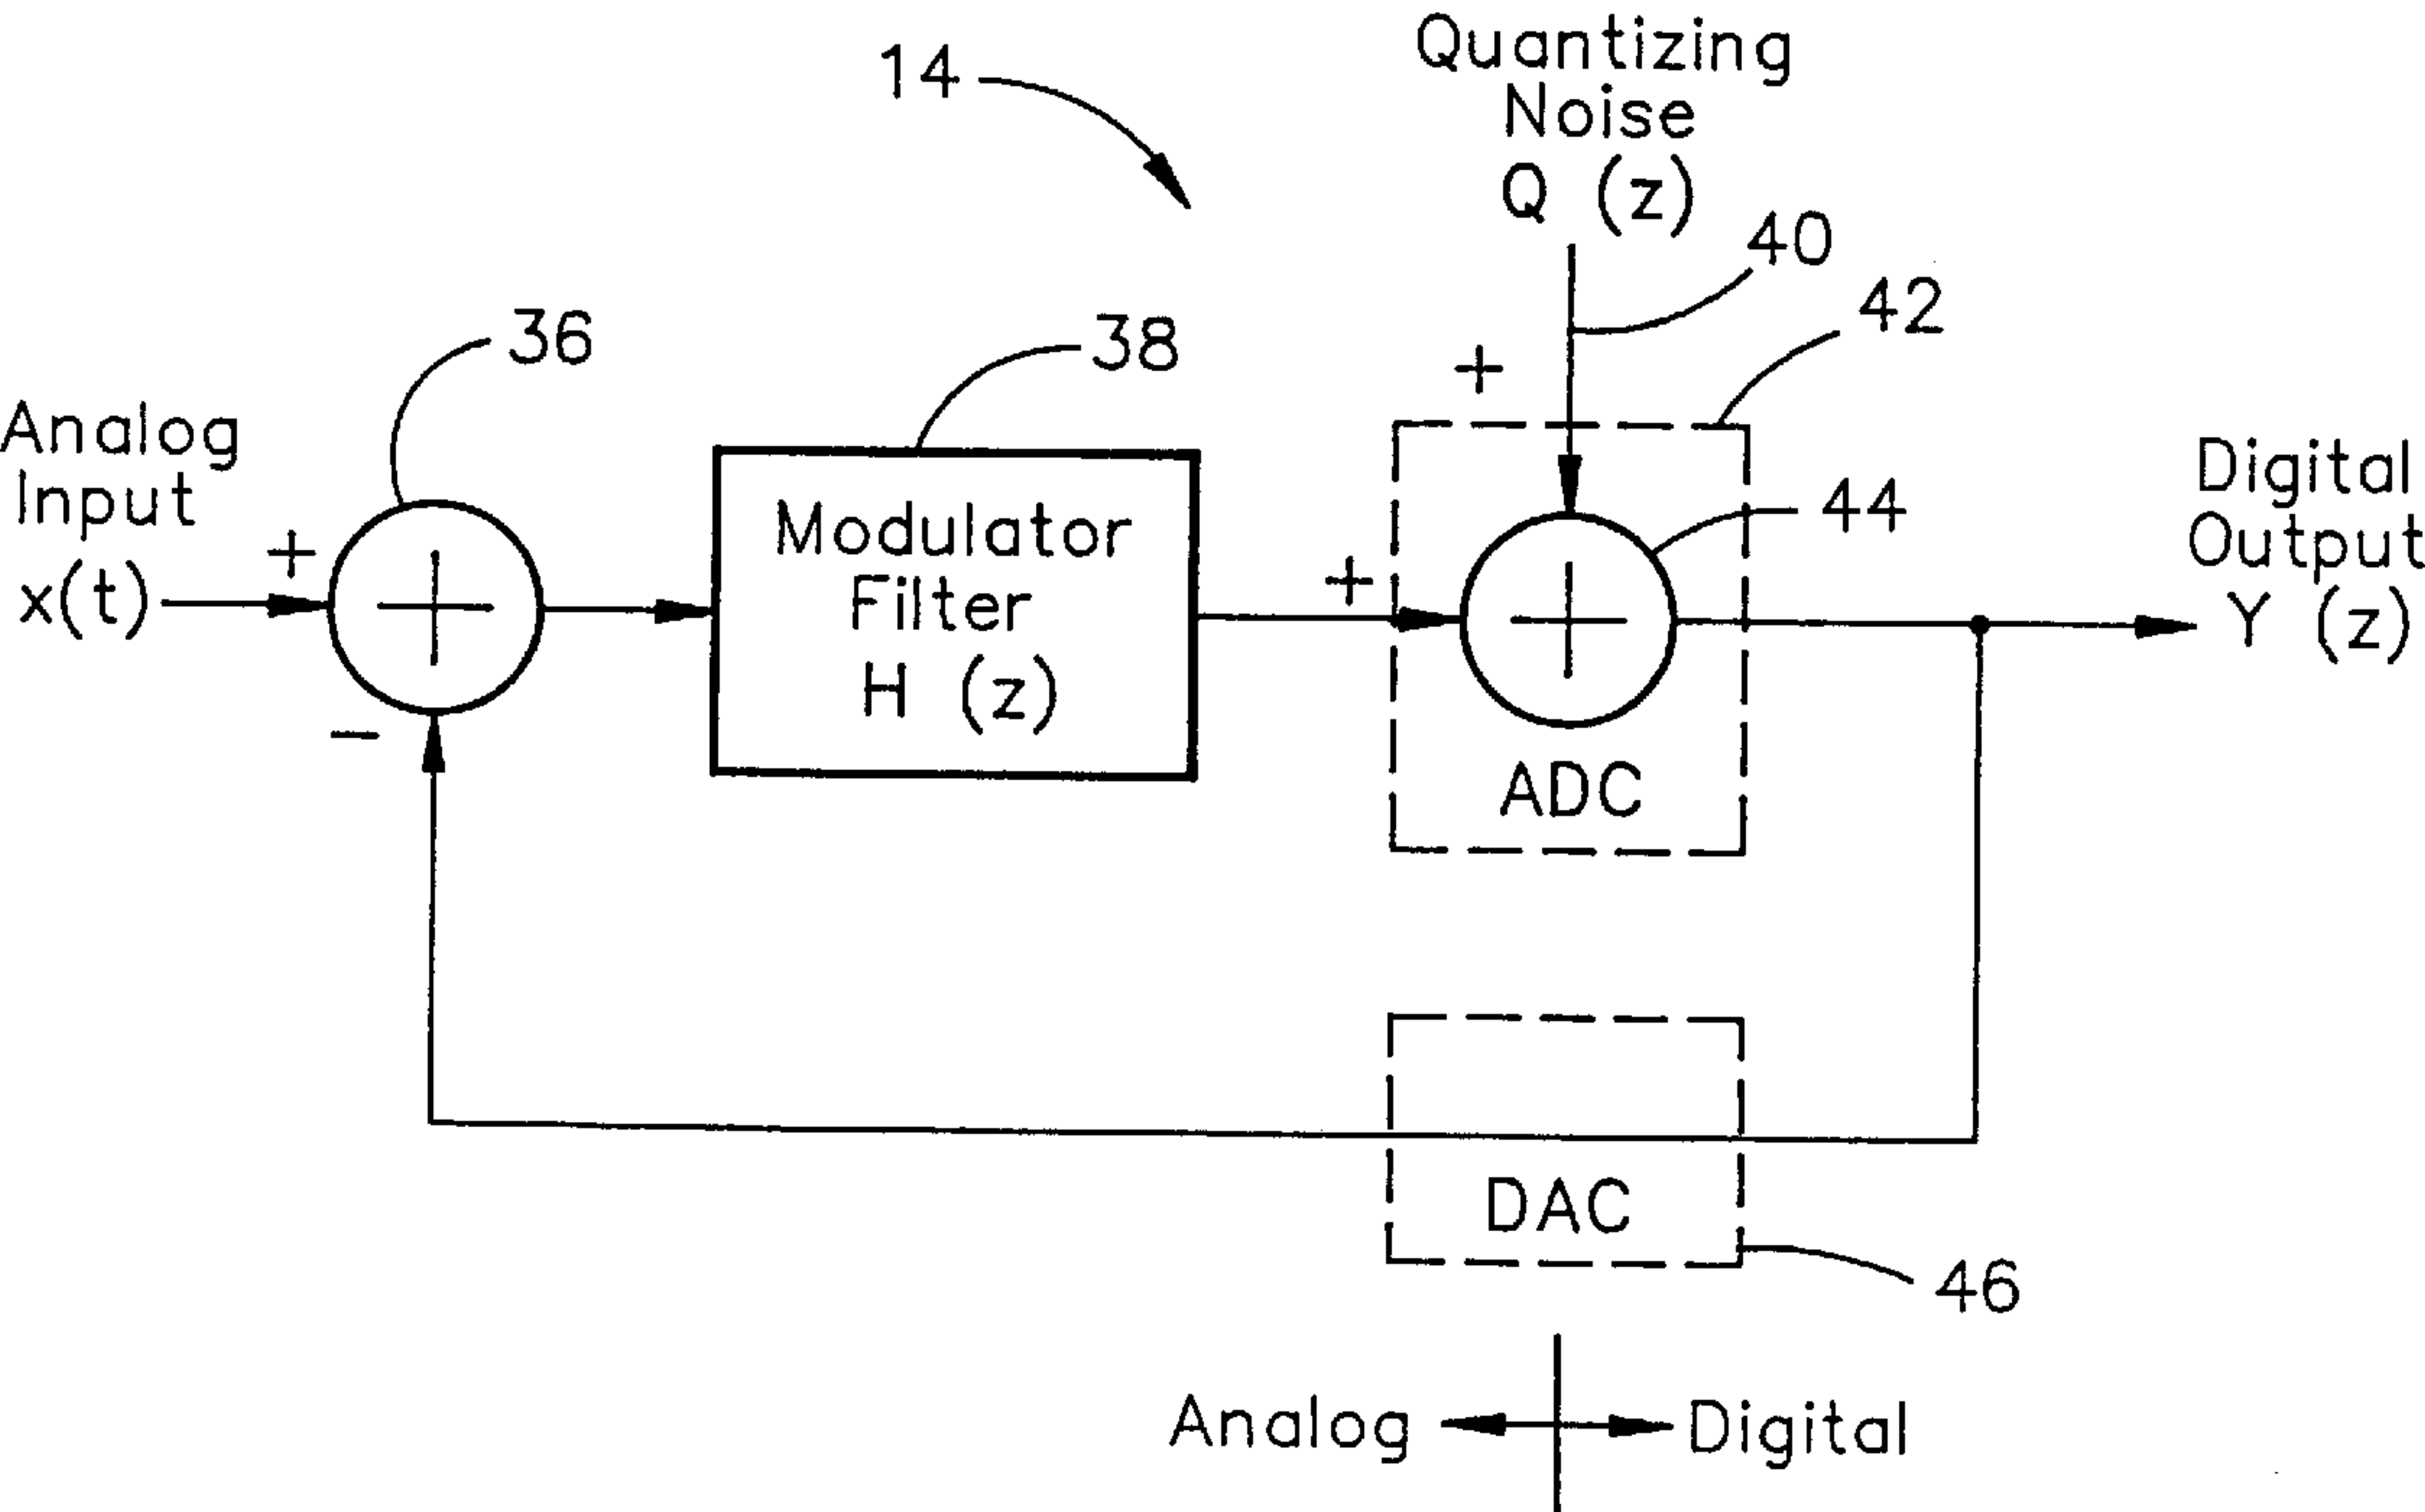 14
Quantizing
Noise
Q (z)
40
42
36
38
Analog
Input
x(t)
+
-
Modulator
Filter
H (z)
+
+
44
ADC
Digital
Output
Y (z)
DAC
46
Analog
Digital